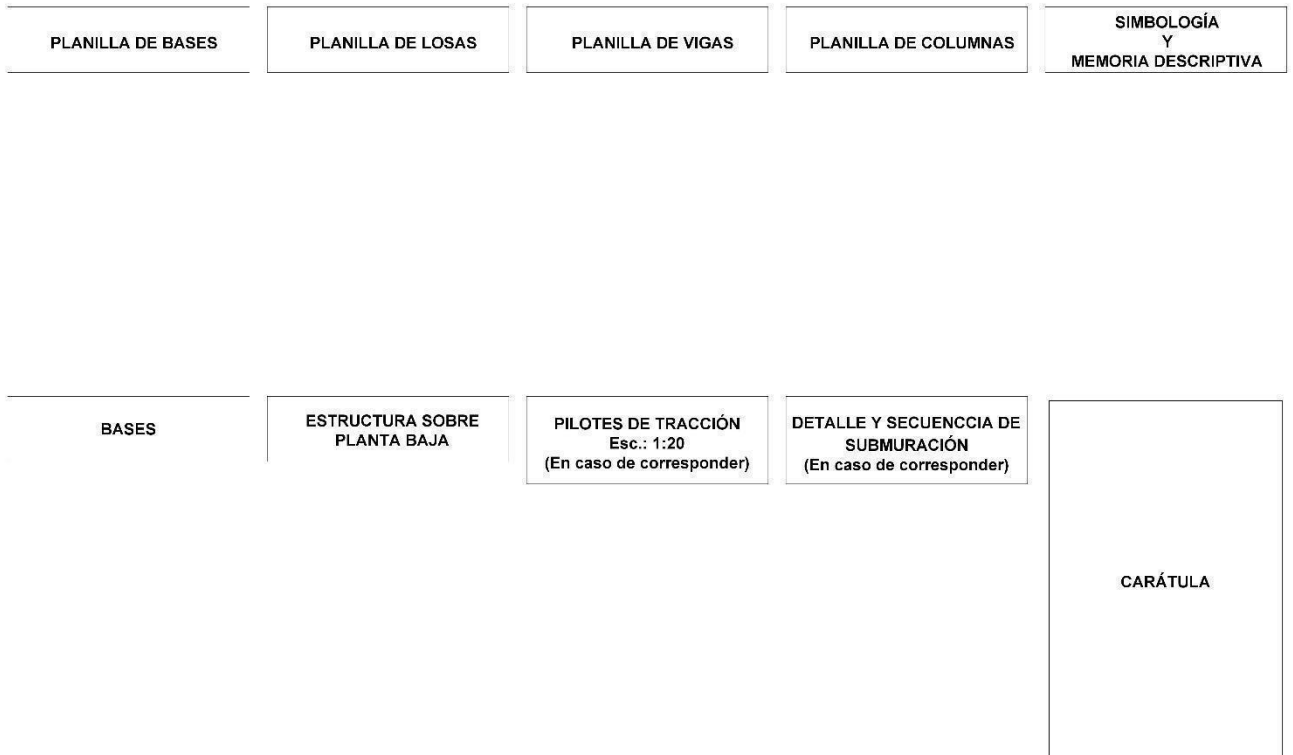 PLANILLA DE BASES
PLANILLA DE LOSAS
PLANILLA DE VIGAS
PLANILLA DE COLUMNAS
SIMBOLOGÍA
Y
MEMORIA DESCRIPTIVA
BASES
ESTRUCTURA SOBRE
PLANTA BAJA
PILOTES DE TRACCIÓN
Esc.: 1:20
(En caso de corresponder)
DETALLE Y SECUENCCIA DE
SUBMURACIÓN
(En caso de corresponder)
CARÁTULA